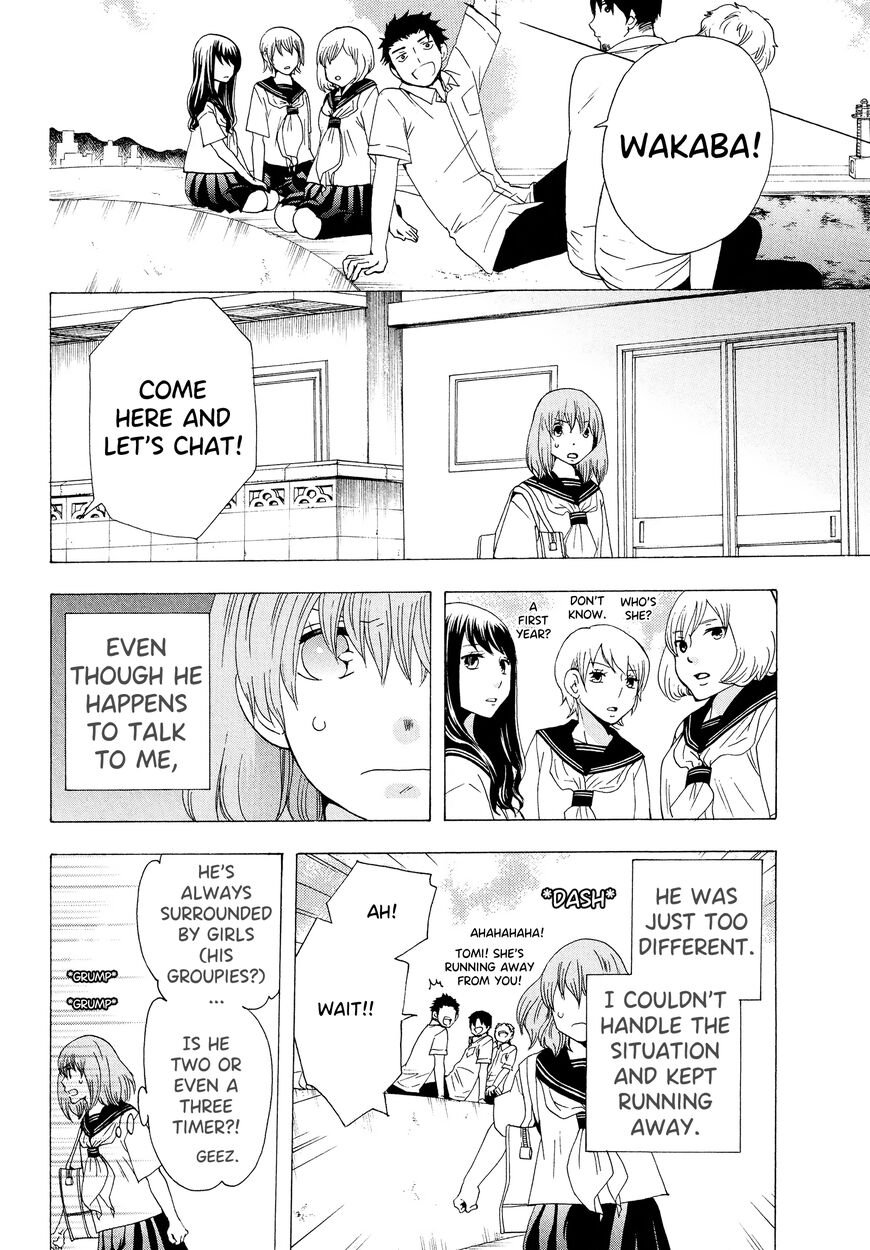 WAKABA!
COME
HERE AND
LET'S CHAT!
WHO'S
SHE?
DON'T
KNOW.
A
FIRST
YEAR?
EVEN
THOUGH HE
HAPPENS
TO TALK
TO ME,
HE WAS
JUST TOO
DIFFERENT.
I COULDN'T
HANDLE THE
SITUATION
AND KEPT
RUNNING
AWAY.
*DASH*
AHAHAHAHA!
TOMI! SHE'S
RUNNING AWAY
FROM YOU!
AH!
WAIT!!
HE'S
ALWAYS
SURROUNDED
BY GIRLS
(HIS
GROUPIES?)
...
IS HE
TWO OR
EVEN A
THREE
TIMER?!
GEEZ.
*GRUMP*
*GRUMP*